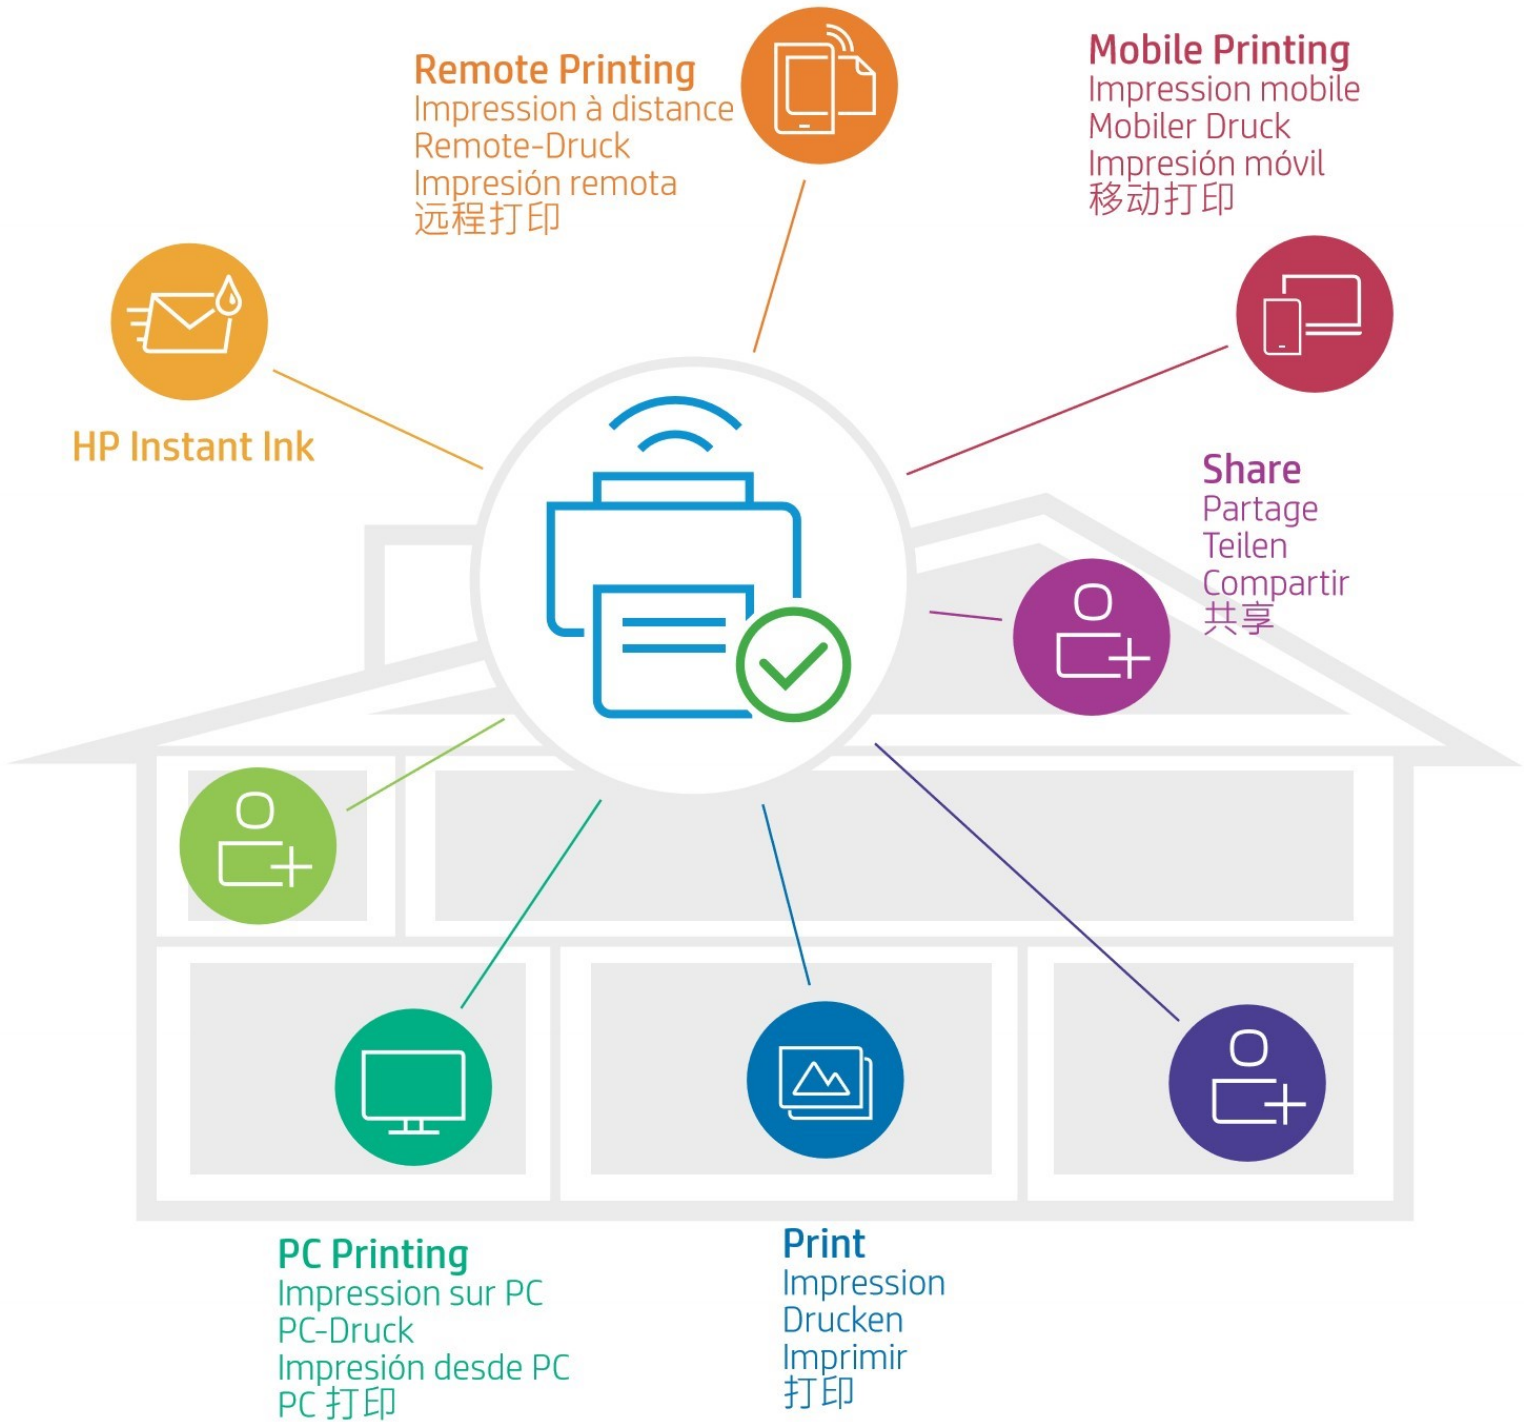 Remote Printing
Impression à distance
Remote-Druck
Impresión remota
远程打印
Mobile Printing
Impression mobile
Mobiler Druck
Impresión móvil
移动打印
HP Instant Ink
Share
Partage
Teilen
Compartir
共享
PC Printing
Impression sur PC
PC-Druck
Impresión desde PC
PC 打印
Print
Impression
Drucken
Imprimir
打印